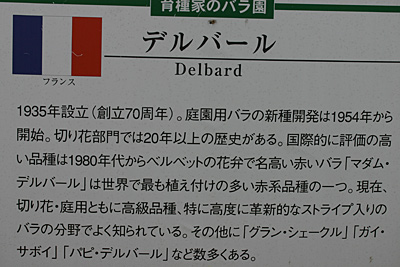 育種家のバラ園
デルバール
Delbard
フランス
1935年設立（創立70周年）。庭園用バラの新種開発は1954年から
開始。切り花部門では20年以上の歴史がある。国際的に評価の高
い品種は1980年代からベルベットの花弁で名高い赤いバラ「マダム・
デルバール」は世界で最も植え付けの多い赤系品種の一つ。現在、
切り花・庭用ともに高級品種、特に高度に革新的なストライプ入りの
バラの分野でよく知られている。その他に「グラン・シェークル」「ガイ・
サボイ」「パピ・デルバール」など数多くある。